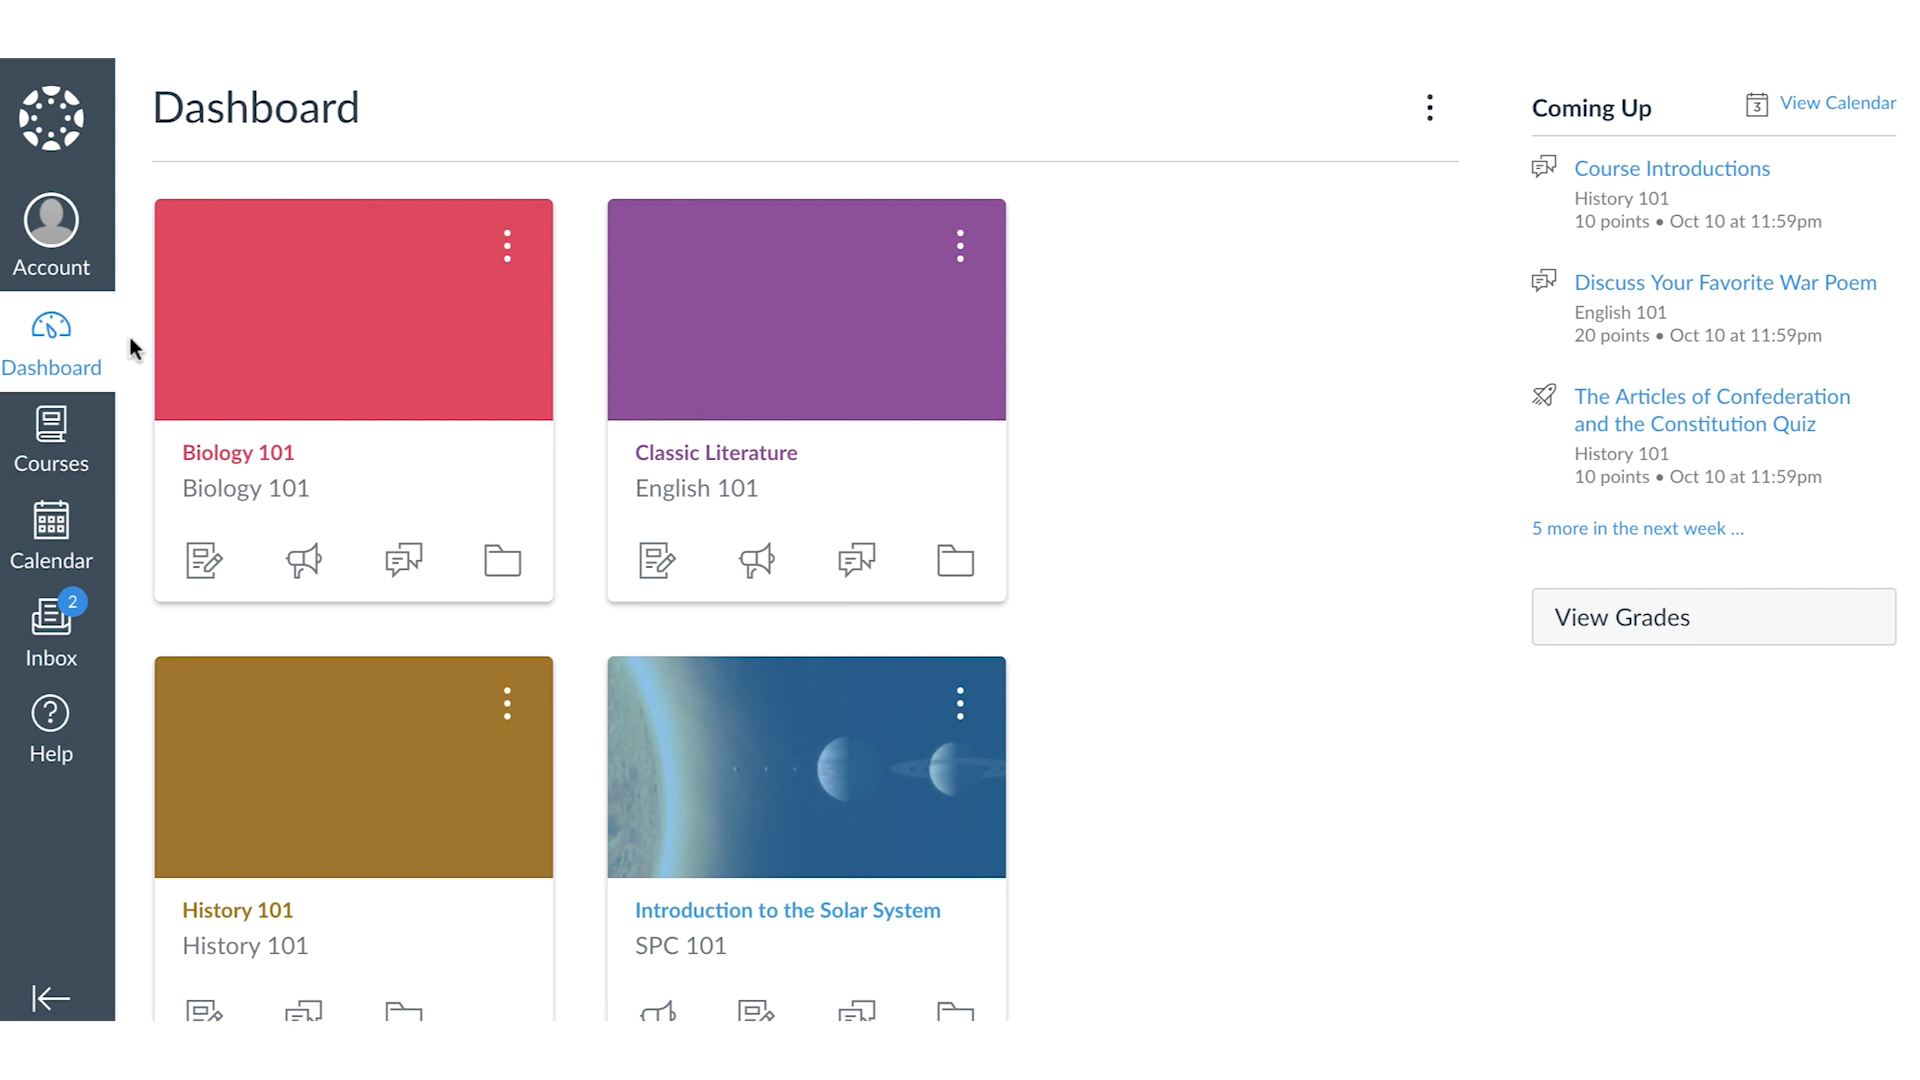 Account
Dashboard
Courses
Calendar
2
Inbox
Help
Dashboard
Biology 101
Biology 101
Classic Literature
English 101
History 101
History 101
Introduction to the Solar System
SPC 101
Coming Up
3
View Calendar
Course Introductions
History 101
10 points • Oct 10 at 11:59pm
Discuss Your Favorite War Poem
English 101
20 points • Oct 10 at 11:59pm
The Articles of Confederation
and the Constitution Quiz
History 101
10 points • Oct 10 at 11:59pm
5 more in the next week ...
View Grades